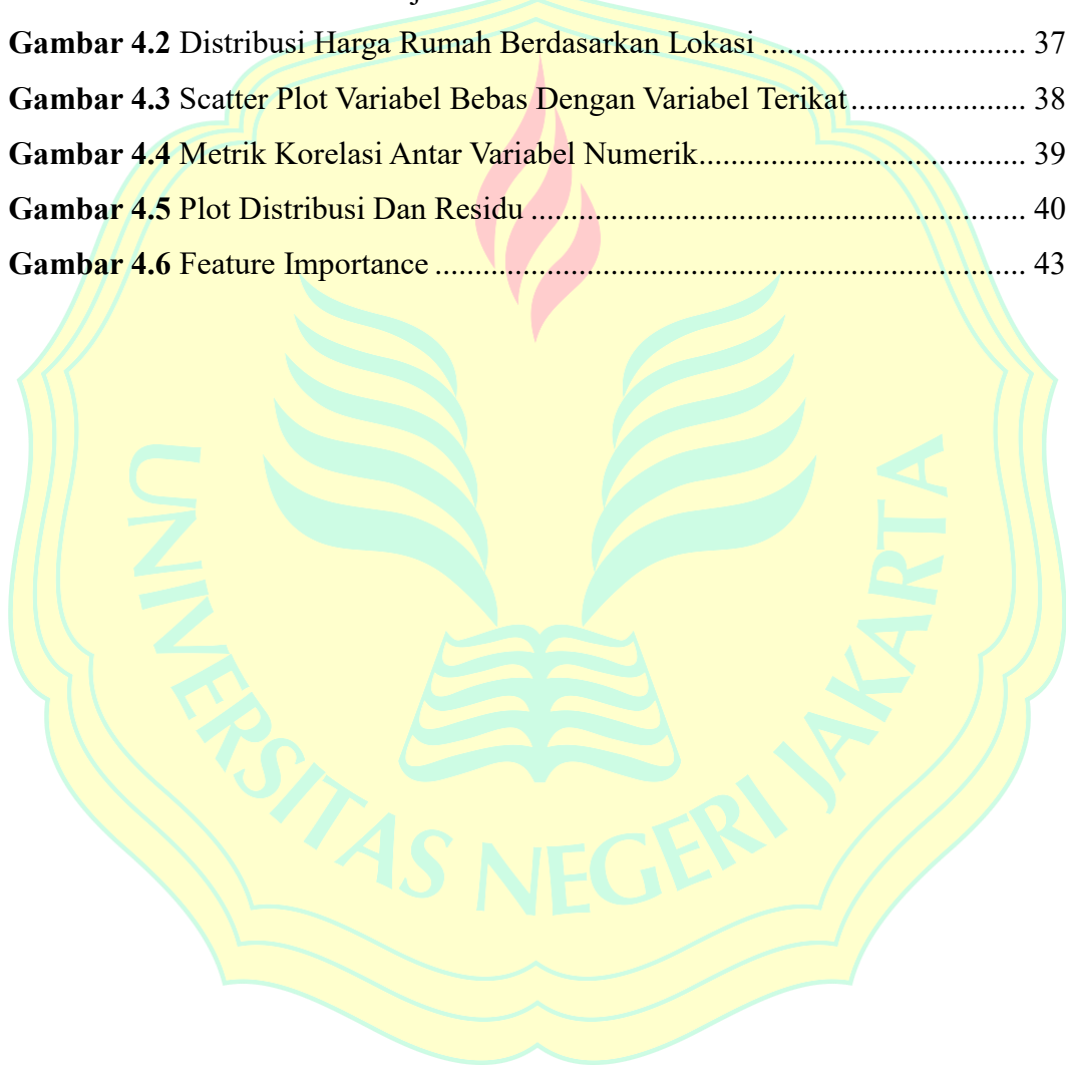 Gambar 4.2 Distribusi Harga Rumah Berdasarkan Lokasi ................................. 37
Gambar 4.3 Scatter Plot Variabel Bebas Dengan Variabel Terikat...................... 38
Gambar 4.4 Metrik Korelasi Antar Variabel Numerik......................................... 39
Gambar 4.5 Plot Distribusi Dan Residu .............................................................. 40
Gambar 4.6 Feature Importance .......................................................................... 43
UNIVERSITAS NEGERI JAKARTA